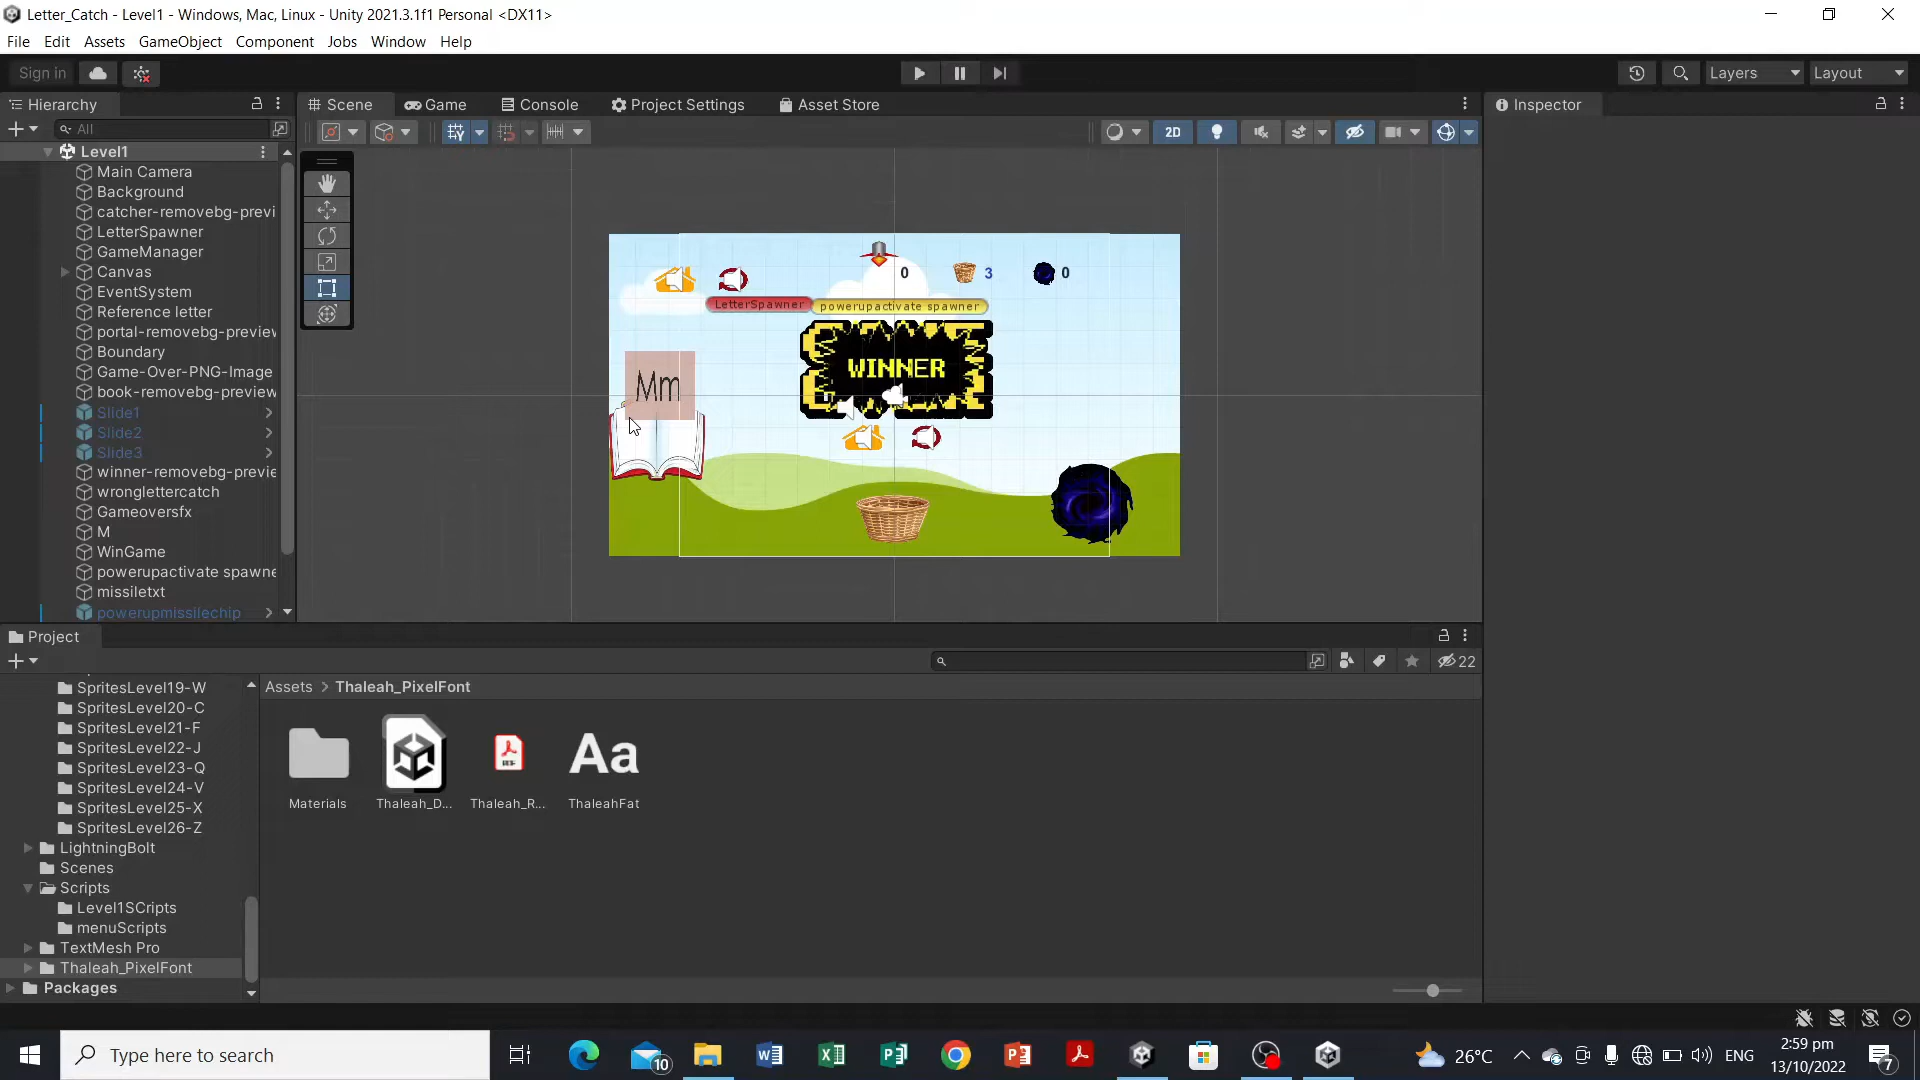 Letter_Catch - Level1 - Windows, Mac, Linux - Unity 2021.3.1f1 Personal <DX11>
File Edit Assets GameObject Component Jobs Window Help
Sign in
Layers Layout
Hierarchy
Scene Game Console Project Settings Asset Store
Inspector
All
2D
Level1
Main Camera
Background
catcher-removebg-previ
LetterSpawner
GameManager
Canvas
EventSystem
Reference letter
portal-removebg-preview
Boundary
Game-Over-PNG-Image
book-removebg-preview
Slide1
Slide2
Slide3
winner-removebg-previe
wronglettercatch
Gameoversfx
M
WinGame
powerupactivate spawne
missiletxt
powerupmissilechip
0 3 0
LetterSpawner powerupactivate spawner
WINNER
Mm
Project
22
SpritesLevel19-W
SpritesLevel20-C
SpritesLevel21-F
SpritesLevel22-J
SpritesLevel23-Q
SpritesLevel24-V
SpritesLevel25-X
SpritesLevel26-Z
LightningBolt
Scenes
Scripts
Level1SCripts
menuScripts
TextMesh Pro
Thaleah_PixelFont
Packages
Assets > Thaleah_PixelFont
PDF
Aa
Materials Thaleah_D... Thaleah_R... ThaleahFat
Type here to search
10
26°C
ENG
2:59 pm
13/10/2022
7